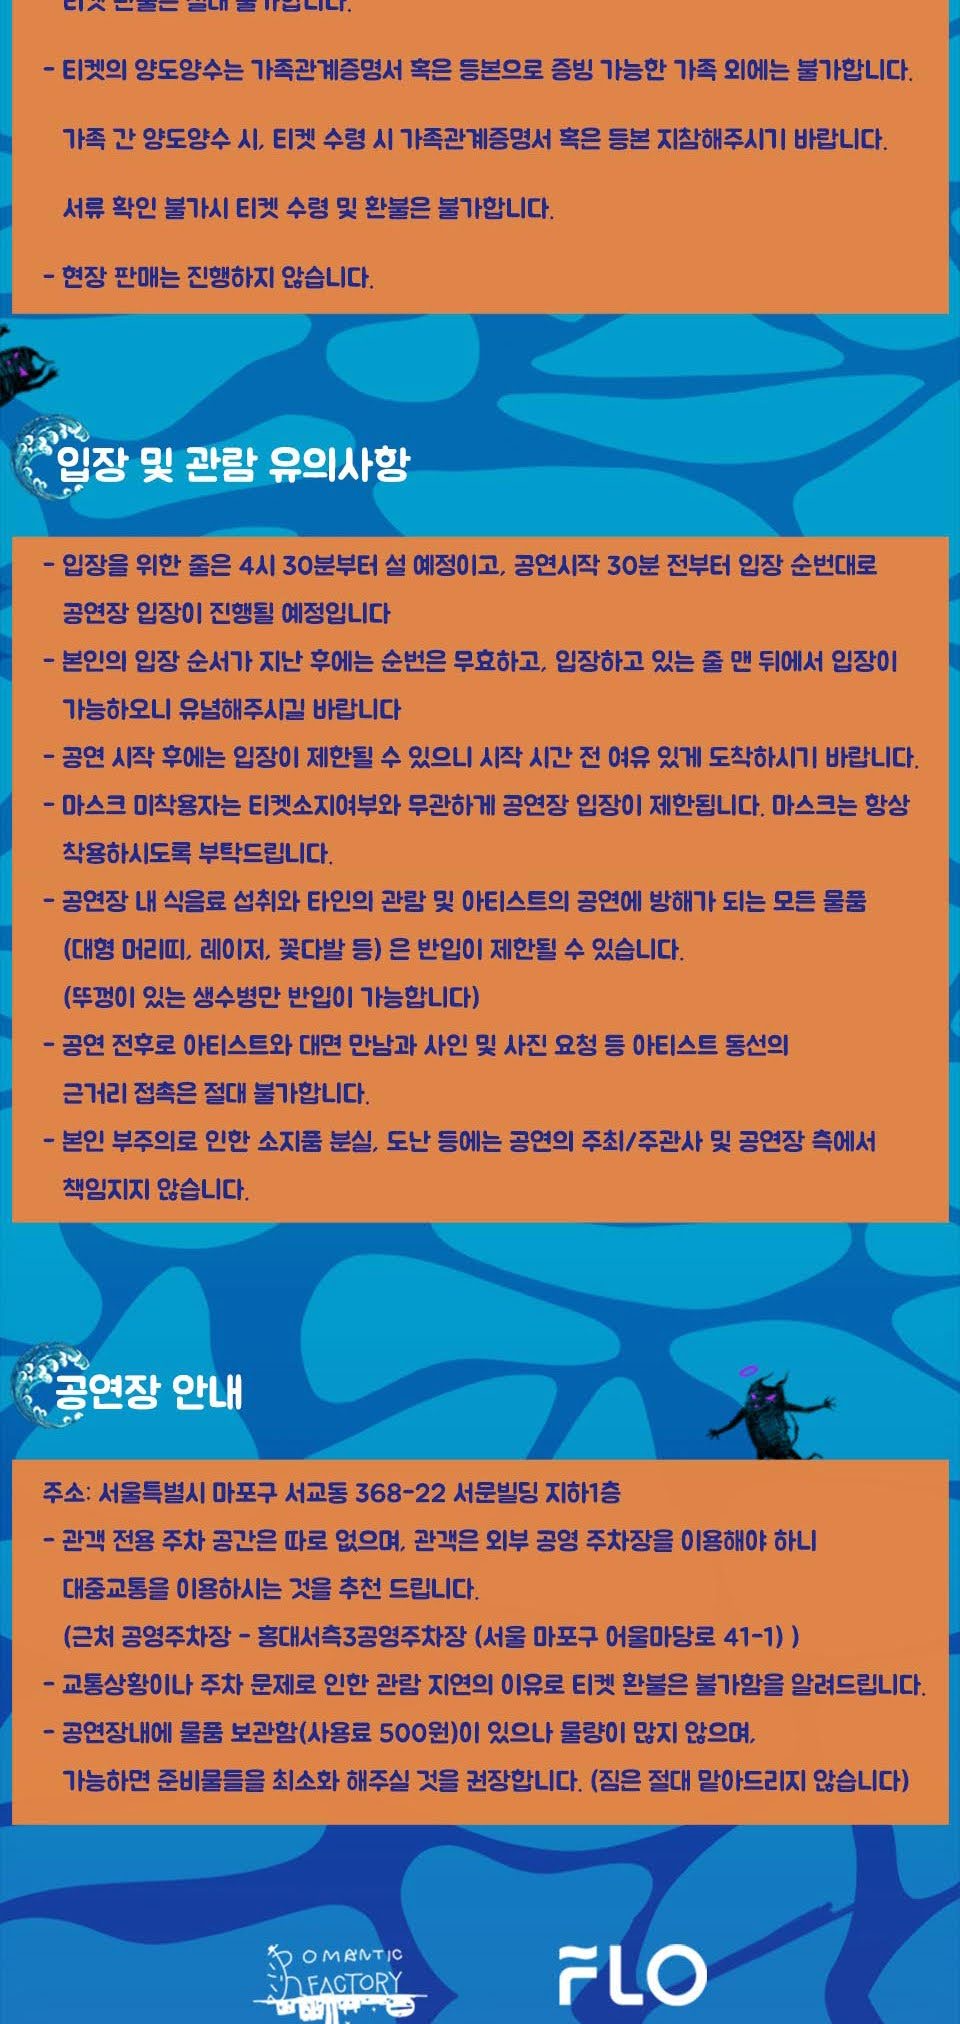 티켓 환불은 절대 불가합니다.
- 티켓의 양도양수는 가족관계증명서 혹은 등본으로 증빙 가능한 가족 외에는 불가합니다.
가족 간 양도양수 시, 티켓 수령 시 가족관계증명서 혹은 등본 지참해주시기 바랍니다.
서류 확인 불가시 티켓 수령 및 환불은 불가합니다.
- 현장 판매는 진행하지 않습니다.
입장 및 관람 유의사항
- 입장을 위한 줄은 4시 30분부터 설 예정이고, 공연시작 30분 전부터 입장 순번대로
공연장 입장이 진행될 예정입니다
- 본인의 입장 순서가 지난 후에는 순번은 무효하고, 입장하고 있는 줄 맨 뒤에서 입장이
가능하오니 유념해주시길 바랍니다
- 공연 시작 후에는 입장이 제한될 수 있으니 시작 시간 전 여유 있게 도착하시기 바랍니다.
- 마스크 미착용자는 티켓소지여부와 무관하게 공연장 입장이 제한됩니다. 마스크는 항상
착용하시도록 부탁드립니다.
- 공연장 내 식음료 섭취와 타인의 관람 및 아티스트의 공연에 방해가 되는 모든 물품
(대형 머리띠, 레이저, 꽃다발 등) 은 반입이 제한될 수 있습니다.
(뚜껑이 있는 생수병만 반입이 가능합니다)
- 공연 전후로 아티스트와 대면 만남과 사인 및 사진 요청 등 아티스트 동선의
근거리 접촉은 절대 불가합니다.
- 본인 부주의로 인한 소지품 분실, 도난 등에는 공연의 주최/주관사 및 공연장 측에서
책임지지 않습니다.
공연장 안내
주소: 서울특별시 마포구 서교동 368-22 서문빌딩 지하1층
- 관객 전용 주차 공간은 따로 없으며, 관객은 외부 공영 주차장을 이용해야 하니
대중교통을 이용하시는 것을 추천 드립니다.
(근처 공영주차장 - 홍대서측3공영주차장 (서울 마포구 어울마당로 41-1) )
- 교통상황이나 주차 문제로 인한 관람 지연의 이유로 티켓 환불은 불가함을 알려드립니다.
- 공연장내에 물품 보관함(사용료 500원)이 있으나 물량이 많지 않으며,
가능하면 준비물들을 최소화 해주실 것을 권장합니다. (짐은 절대 맡아드리지 않습니다)
ROMANTIC
FACTORY
FLO